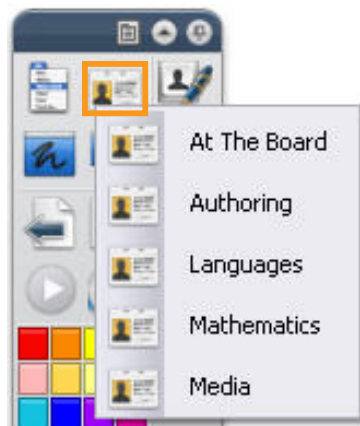 At The Board
Authoring
Languages
Mathematics
Media